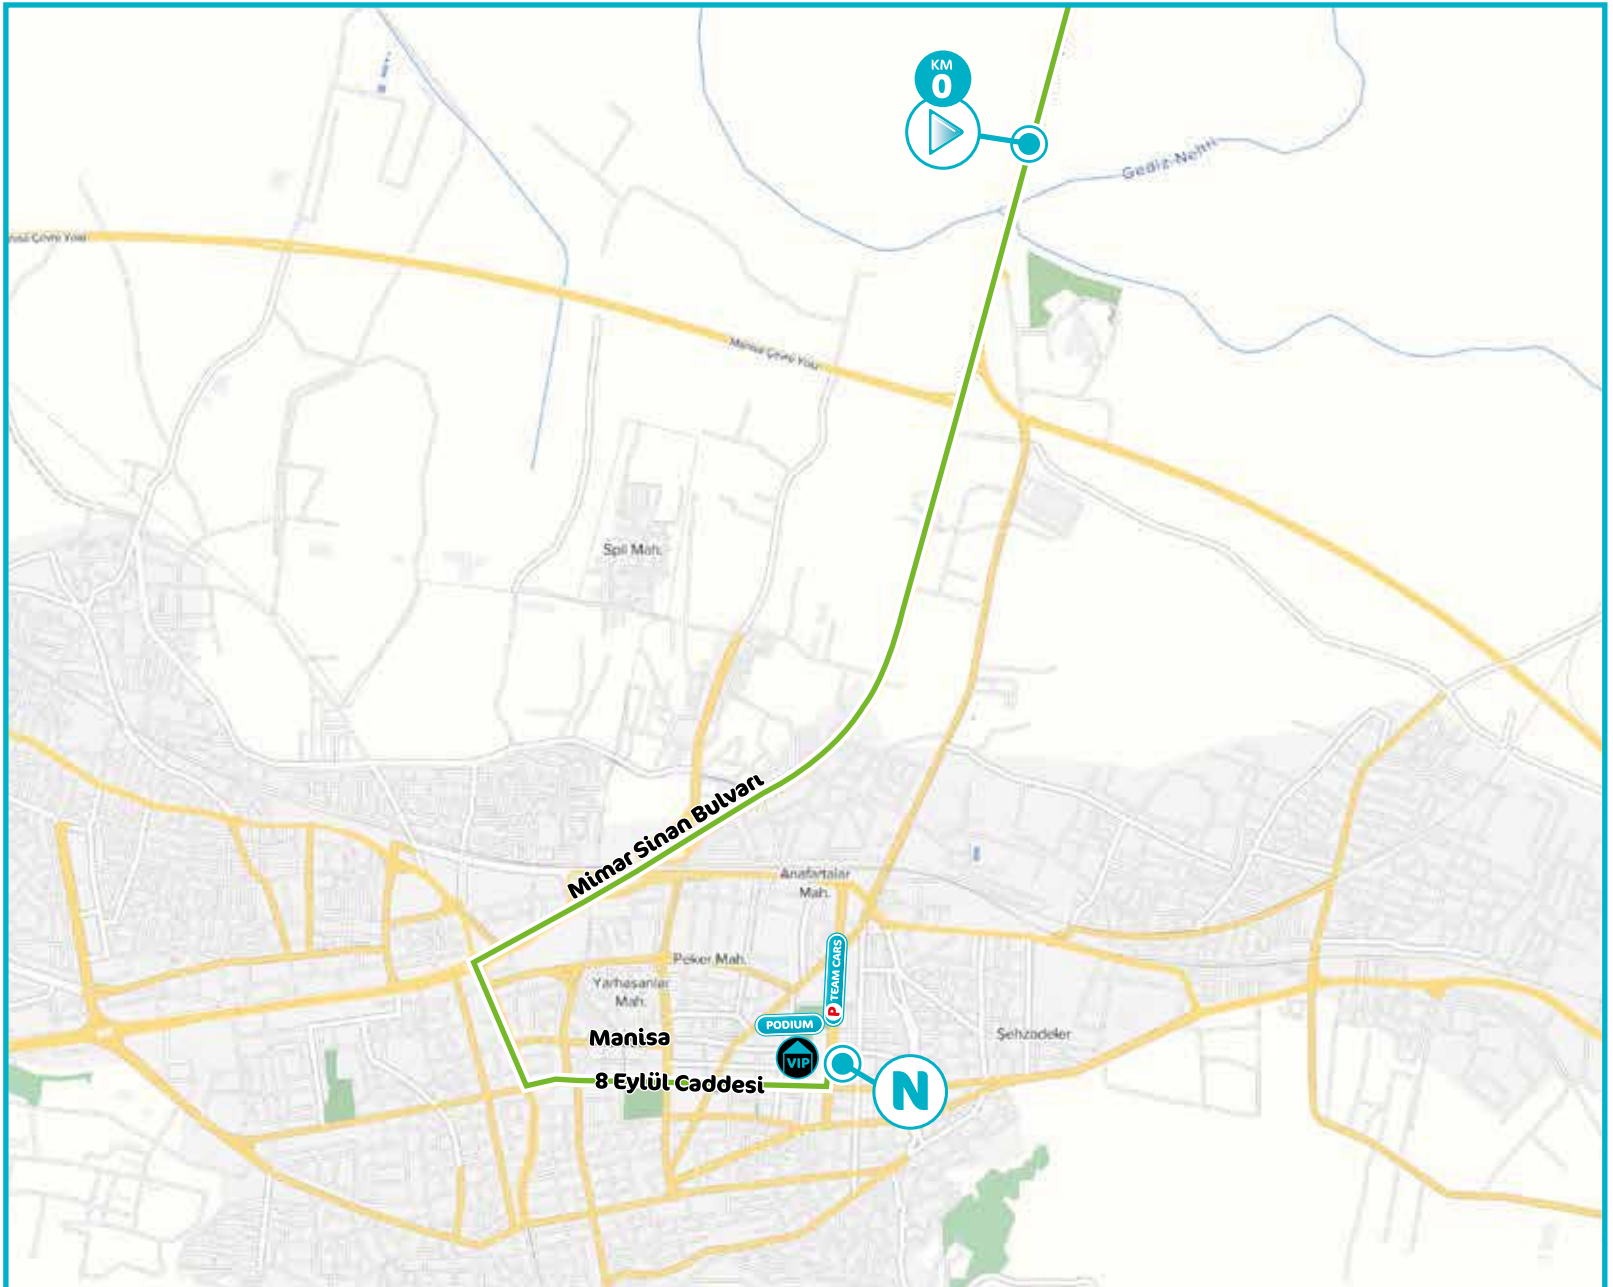 KM
0
Gediz Nehri
Manisa Çevre Yolu
Spil Mah.
Mimar Sinan Bulvarı
Anafartalar
Mah.
Peker Mah.
TEAM CARS
P
Yarhasanlar
Mah.
PODIUM
Manisa
Şehzadeler
VIP
8 Eylül Caddesi
N